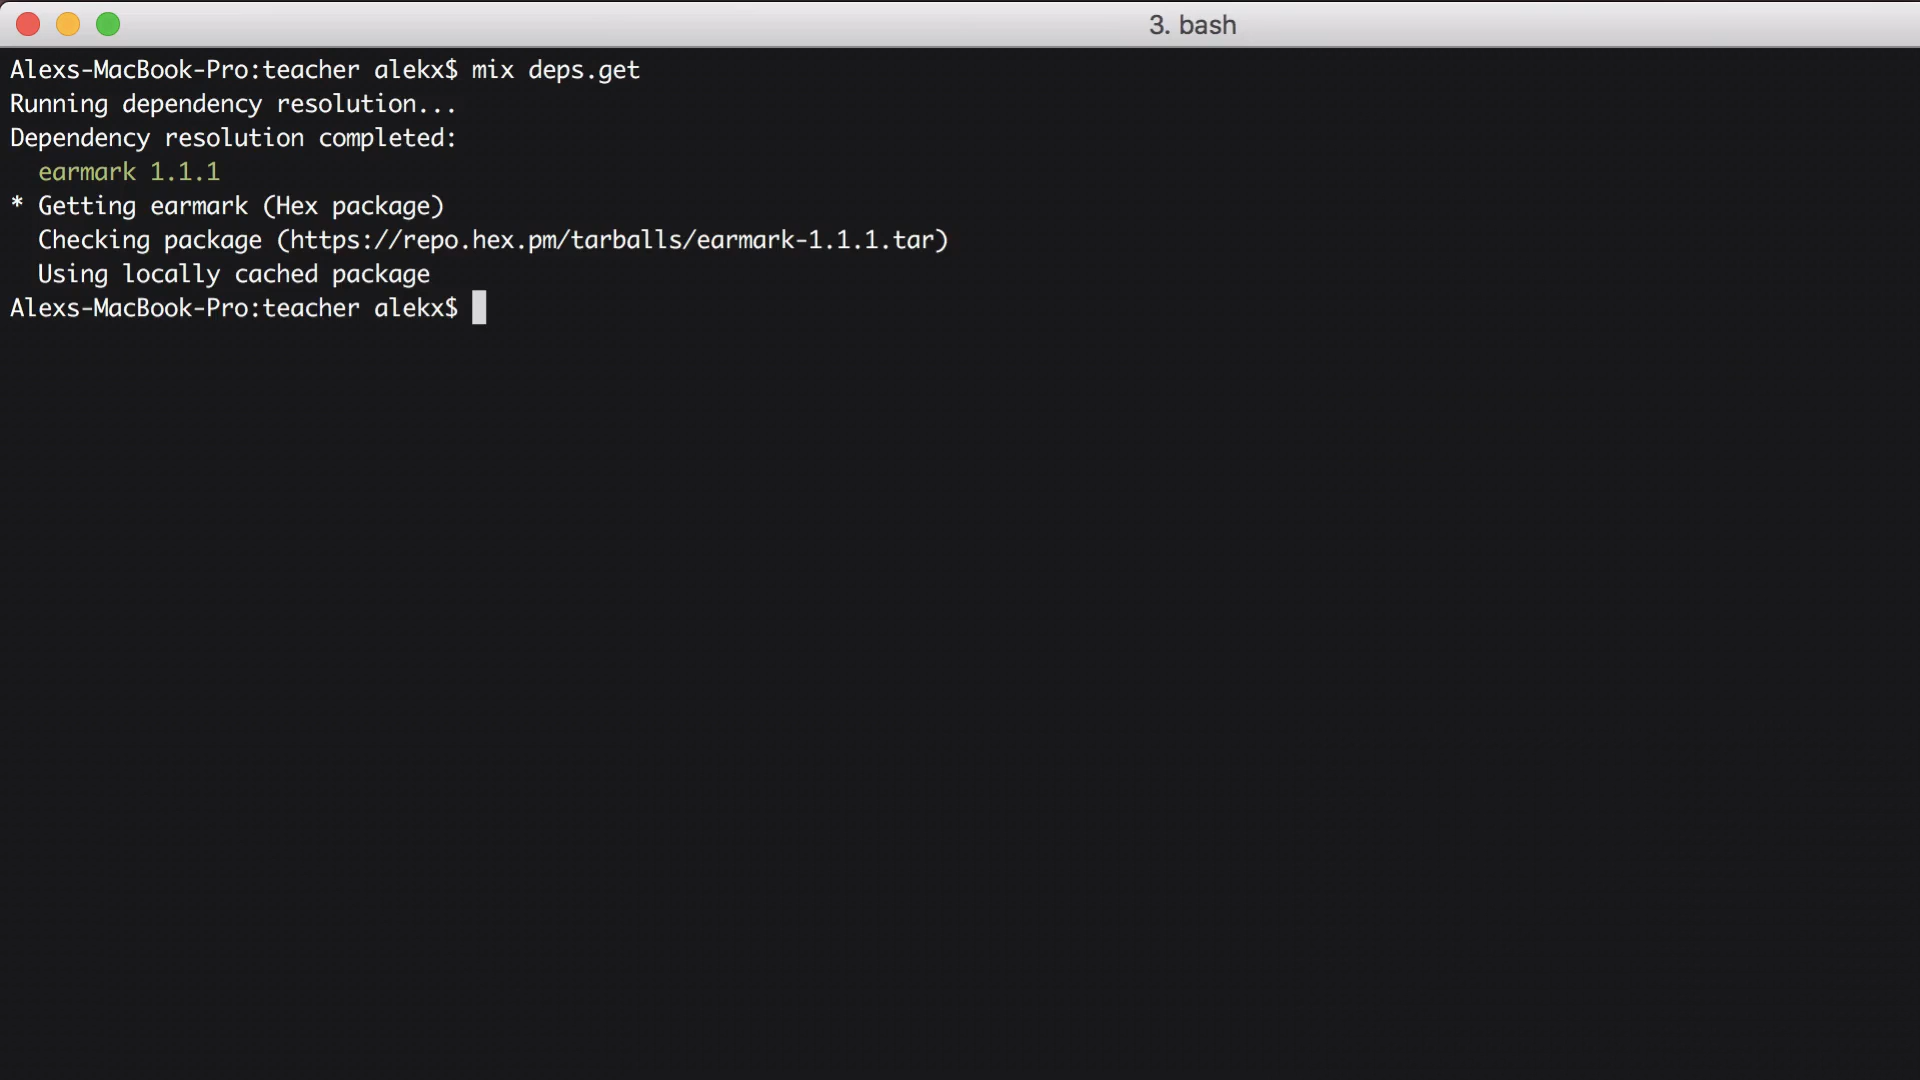 3. bash
Alexs-MacBook-Pro:teacher alekx$ mix deps.get
Running dependency resolution...
Dependency resolution completed:
  earmark 1.1.1
* Getting earmark (Hex package)
  Checking package (https://repo.hex.pm/tarballs/earmark-1.1.1.tar)
  Using locally cached package
Alexs-MacBook-Pro:teacher alekx$